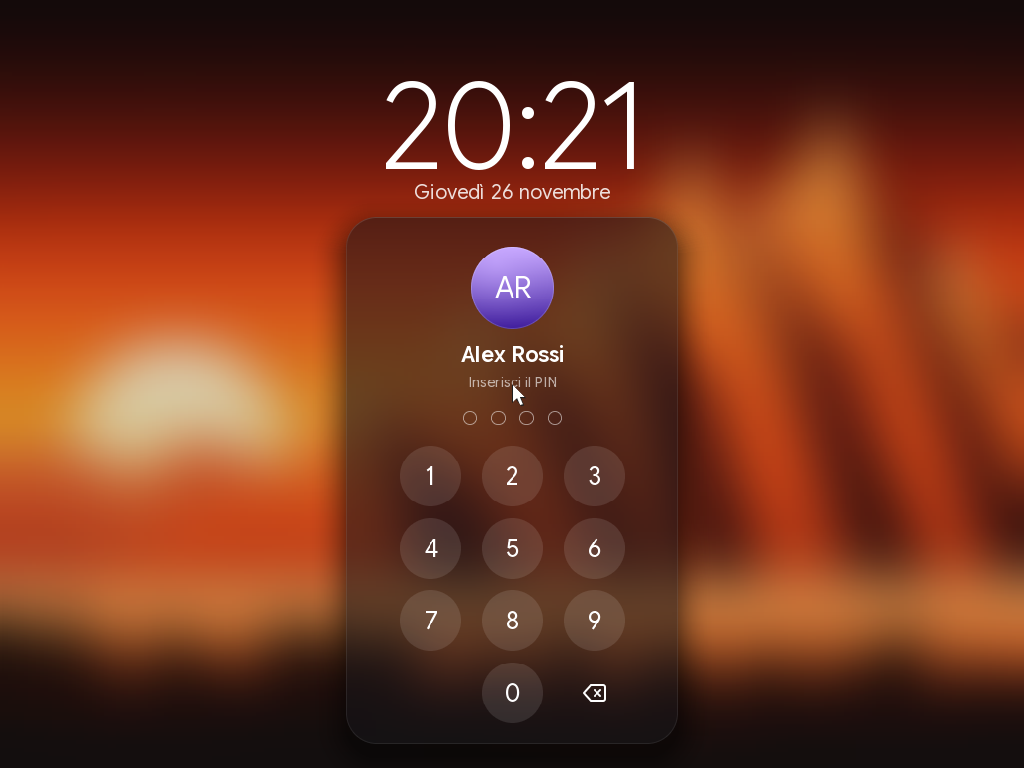 20:21
Giovedì 26 novembre
AR
Alex Rossi
Inserisci il PIN
1 2 3
4 5 6
7 8 9
0